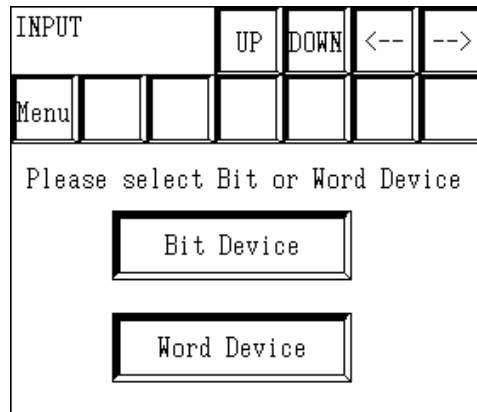 INPUT UP DOWN <-- -->
Menu
Please select Bit or Word Device
Bit Device
Word Device